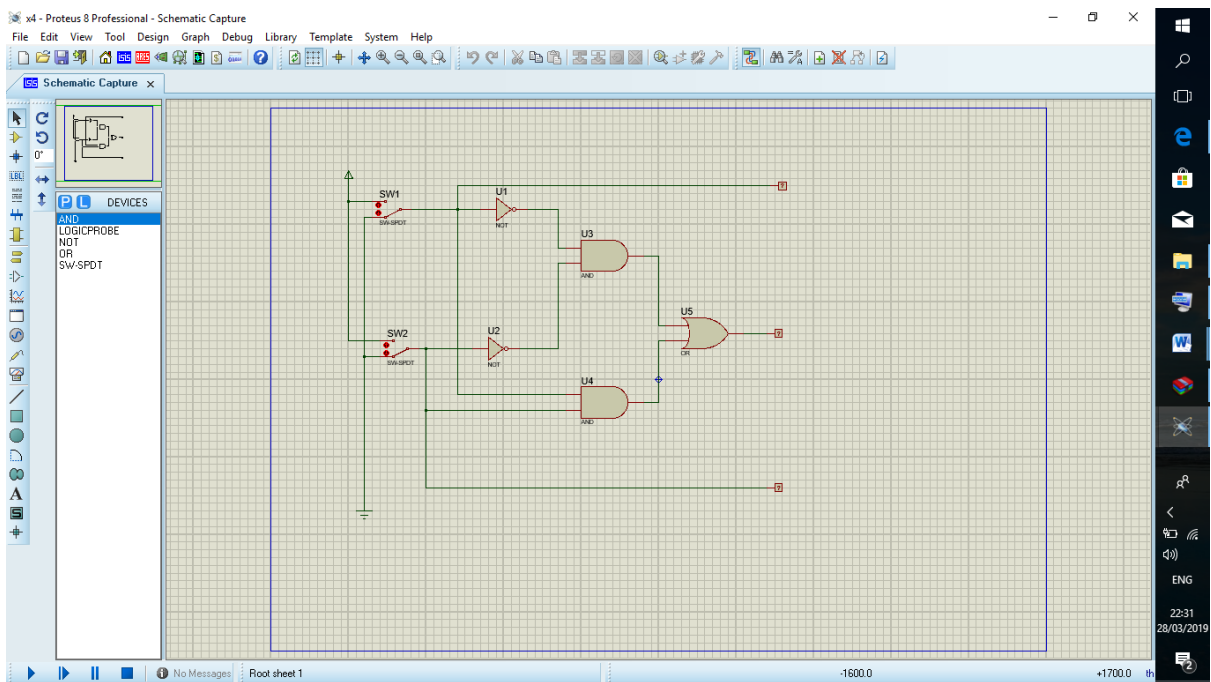 x4 - Proteus 8 Professional - Schematic Capture
File Edit View Tool Design Graph Debug Library Template System Help
Schematic Capture x
0°
P L DEVICES
AND
LOGICPROBE
NOT
OR
SW-SPDT
SW1
SW-SPDT
U1
NOT
?
U3
AND
SW2
SW-SPDT
U2
NOT
U5
OR
?
U4
AND
?
ENG
22:31
28/03/2019
2
No Messages Root sheet 1 -1600.0 +1700.0 th